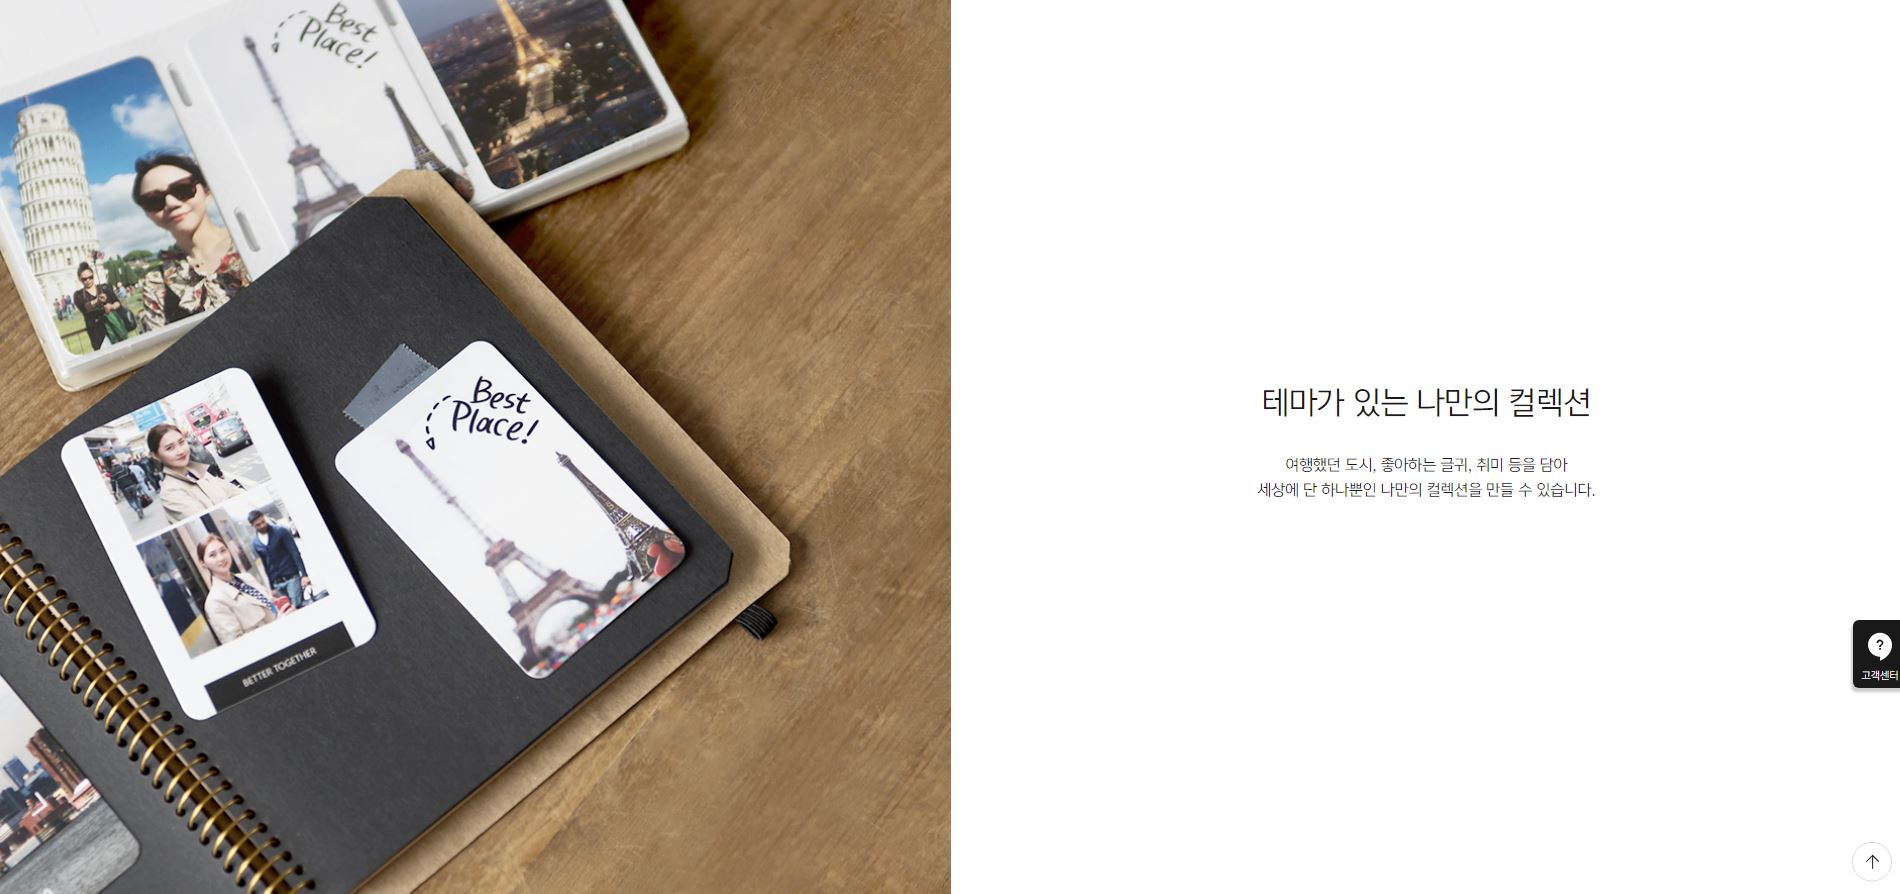 Best
Place!
Best
Place!
BETTER TOGETHER
테마가 있는 나만의 컬렉션
여행했던 도시, 좋아하는 글귀, 취미 등을 담아
세상에 단 하나뿐인 나만의 컬렉션을 만들 수 있습니다.
?
고객센터